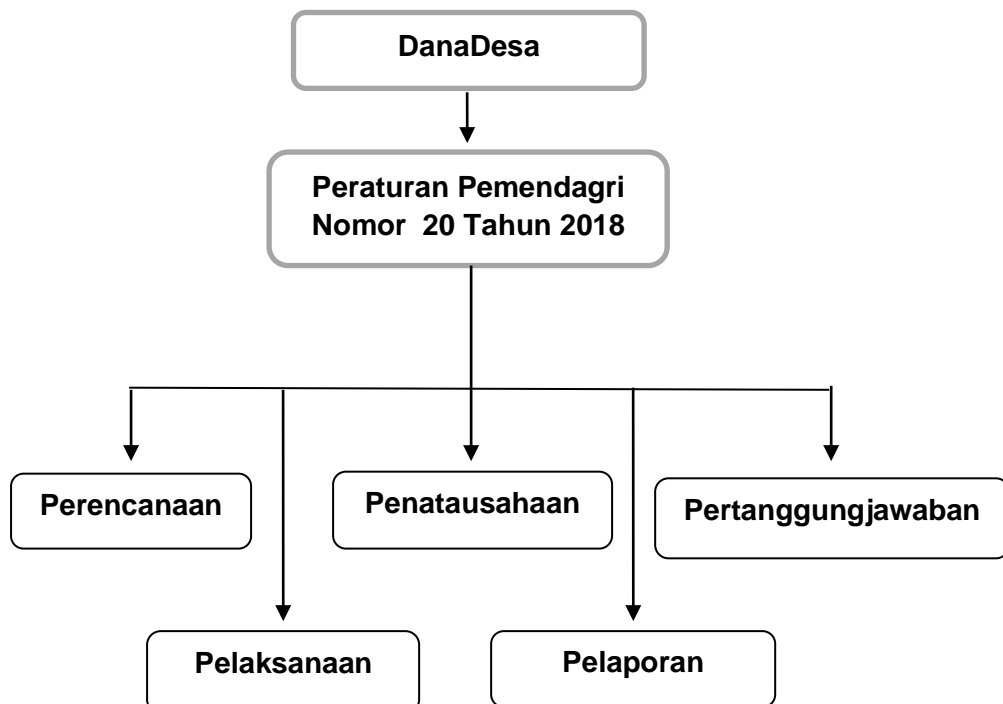 DanaDesa
Peraturan Pemendagri
Nomor 20 Tahun 2018
Perencanaan
Penatausahaan
Pertanggungjawaban
Pelaksanaan
Pelaporan